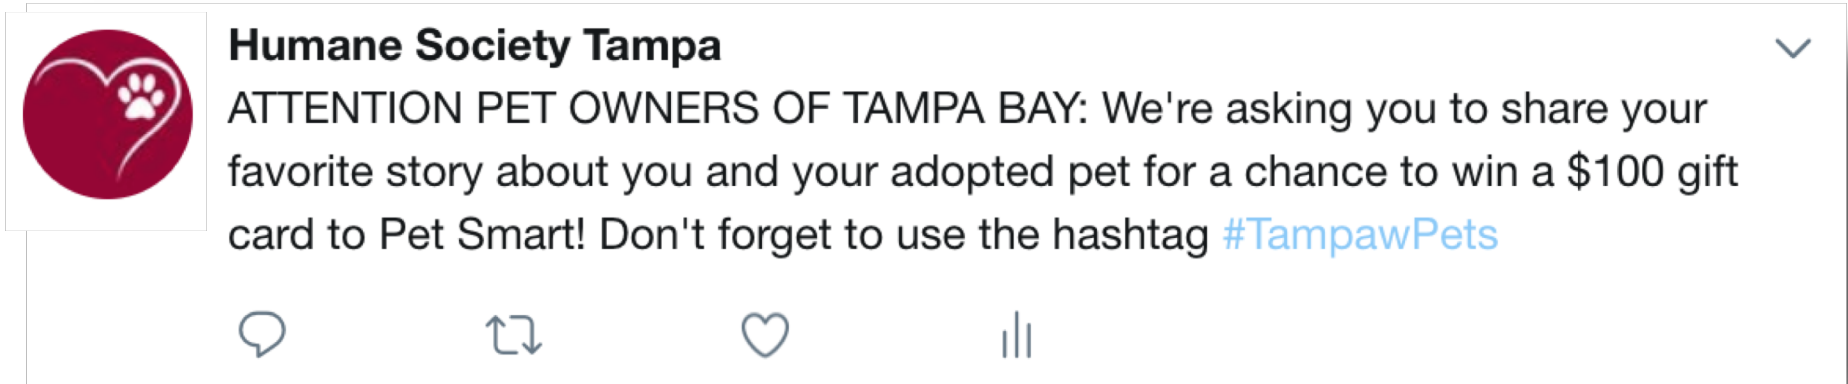 Humane Society Tampa
ATTENTION PET OWNERS OF TAMPA BAY: We're asking you to share your
favorite story about you and your adopted pet for a chance to win a $100 gift
card to Pet Smart! Don't forget to use the hashtag #TampawPets